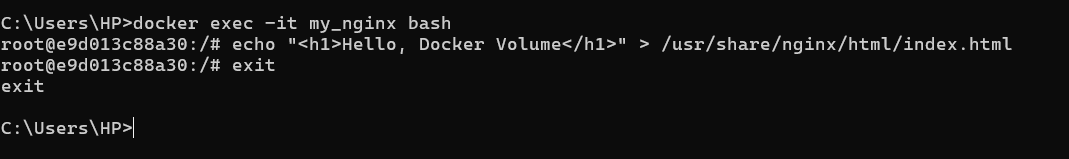 C:\Users\HP>docker exec -it my_nginx bash
root@e9d013c88a30:/# echo "<h1>Hello, Docker Volume</h1>" > /usr/share/nginx/html/index.html
root@e9d013c88a30:/# exit
exit
C:\Users\HP>